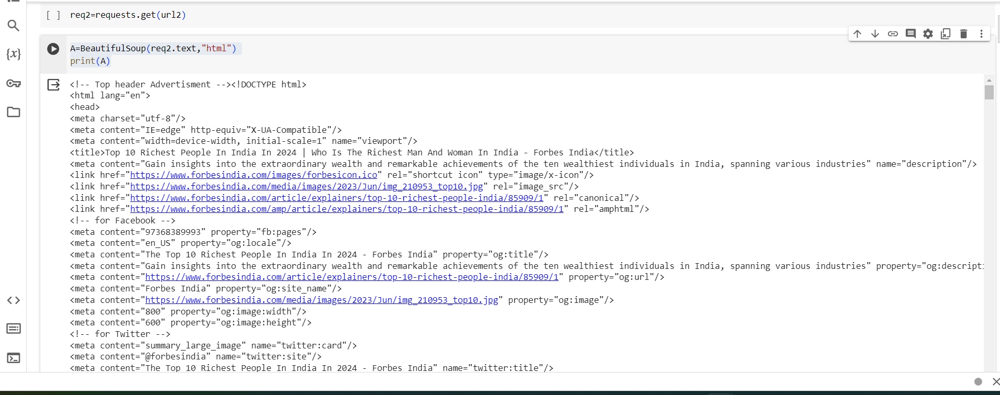 [ ] req2=requests.get(url2)
{x}
A=BeautifulSoup(req2.text,"html")
print(A)
<!-- Top header Advertisment --><!DOCTYPE html>
<html lang="en">
<head>
<meta charset="utf-8"/>
<meta content="IE=edge" http-equiv="X-UA-Compatible"/>
<meta content="width=device-width, initial-scale=1" name="viewport"/>
<title>Top 10 Richest People In India In 2024 | Who Is The Richest Man And Woman In India - Forbes India</title>
<meta content="Gain insights into the extraordinary wealth and remarkable achievements of the ten wealthiest individuals in India, spanning various industries" name="description"/>
<link href="https://www.forbesindia.com/images/forbesicon.ico" rel="shortcut icon" type="image/x-icon"/>
<link href="https://www.forbesindia.com/media/images/2023/Jun/img_210953_top10.jpg" rel="image_src"/>
<link href="https://www.forbesindia.com/article/explainers/top-10-richest-people-india/85909/1" rel="canonical"/>
<link href="https://www.forbesindia.com/amp/article/explainers/top-10-richest-people-india/85909/1" rel="amphtml"/>
<!-- for Facebook -->
<meta content="97368389993" property="fb:pages"/>
<meta content="en_US" property="og:locale"/>
<meta content="The Top 10 Richest People In India In 2024 - Forbes India" property="og:title"/>
<meta content="Gain insights into the extraordinary wealth and remarkable achievements of the ten wealthiest individuals in India, spanning various industries" property="og:descripti
<meta content="https://www.forbesindia.com/article/explainers/top-10-richest-people-india/85909/1" property="og:url"/>
<meta content="Forbes India" property="og:site_name"/>
<meta content="https://www.forbesindia.com/media/images/2023/Jun/img_210953_top10.jpg" property="og:image"/>
<meta content="800" property="og:image:width"/>
<meta content="600" property="og:image:height"/>
<!-- for Twitter -->
<meta content="summary_large_image" name="twitter:card"/>
<meta content="@forbesindia" name="twitter:site"/>
<meta content="The Top 10 Richest People In India In 2024 - Forbes India" name="twitter:title"/>